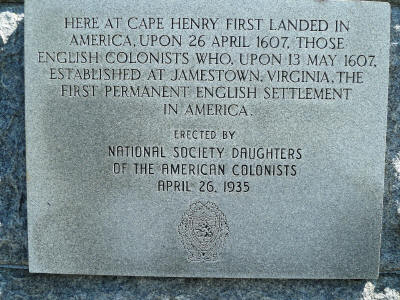 HERE AT CAPE HENRY FIRST LANDED IN
AMERICA, UPON 26 APRIL 1607, THOSE
ENGLISH COLONISTS WHO, UPON 13 MAY 1607,
ESTABLISHED AT JAMESTOWN, VIRGINIA, THE
FIRST PERMANENT ENGLISH SETTLEMENT
IN AMERICA.
ERECTED BY
NATIONAL SOCIETY DAUGHTERS
OF THE AMERICAN COLONISTS
APRIL 26, 1935